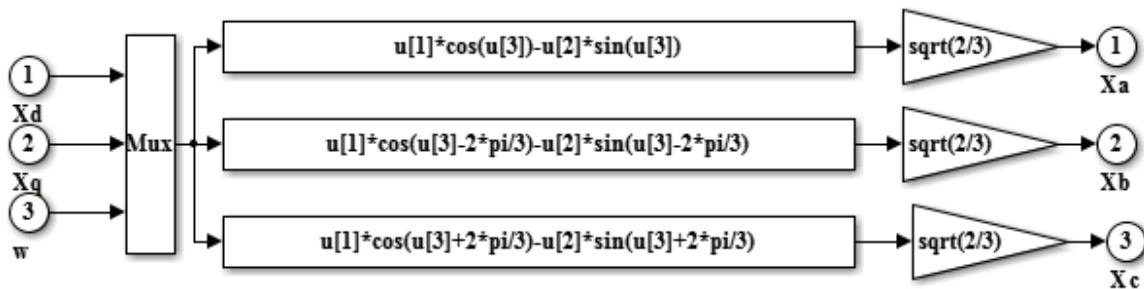 u[1]*cos(u[3])-u[2]*sin(u[3])
sqrt(2/3)
1
Xa
1
Xd
2
Xq
3
w
Mux
u[1]*cos(u[3]-2*pi/3)-u[2]*sin(u[3]-2*pi/3)
sqrt(2/3)
2
Xb
u[1]*cos(u[3]+2*pi/3)-u[2]*sin(u[3]+2*pi/3)
sqrt(2/3)
3
Xc